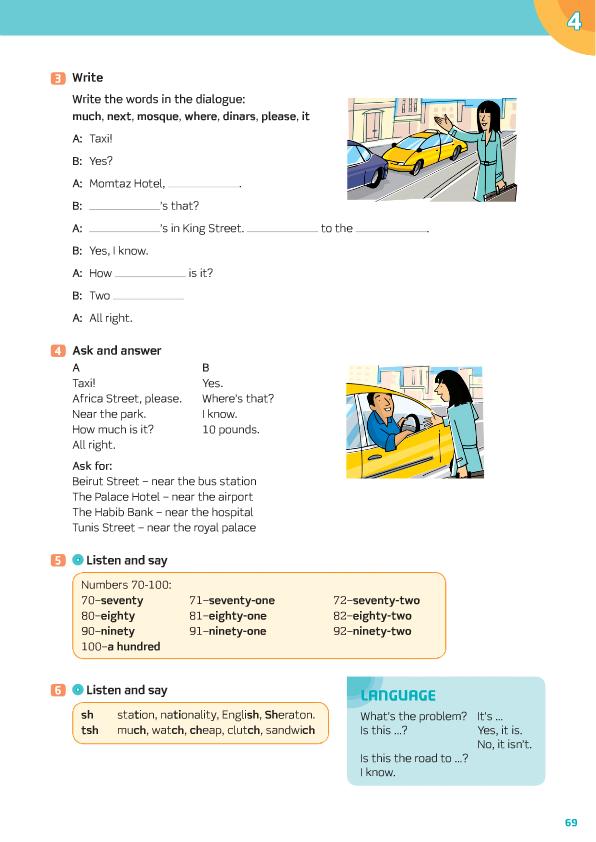 4
3 Write
Write the words in the dialogue:
much, next, mosque, where, dinars, please, it
A: Taxi!
B: Yes?
A: Momtaz Hotel, ____________.
B: ____________'s that?
A: ____________'s in King Street. ____________ to the ____________.
B: Yes, I know.
A: How ____________ is it?
B: Two ____________
A: All right.
4 Ask and answer
A B
Taxi! Yes.
Africa Street, please. Where's that?
Near the park. I know.
How much is it? 10 pounds.
All right.
Ask for:
Beirut Street – near the bus station
The Palace Hotel – near the airport
The Habib Bank – near the hospital
Tunis Street – near the royal palace
5 Listen and say
Numbers 70-100:
70–seventy 71–seventy-one 72–seventy-two
80–eighty 81–eighty-one 82–eighty-two
90–ninety 91–ninety-one 92–ninety-two
100–a hundred
6 Listen and say
sh station, nationality, English, Sheraton.
tsh much, watch, cheap, clutch, sandwich
LANGUAGE
What's the problem? It's ...
Is this ...? Yes, it is.
No, it isn't.
Is this the road to ...?
I know.
69